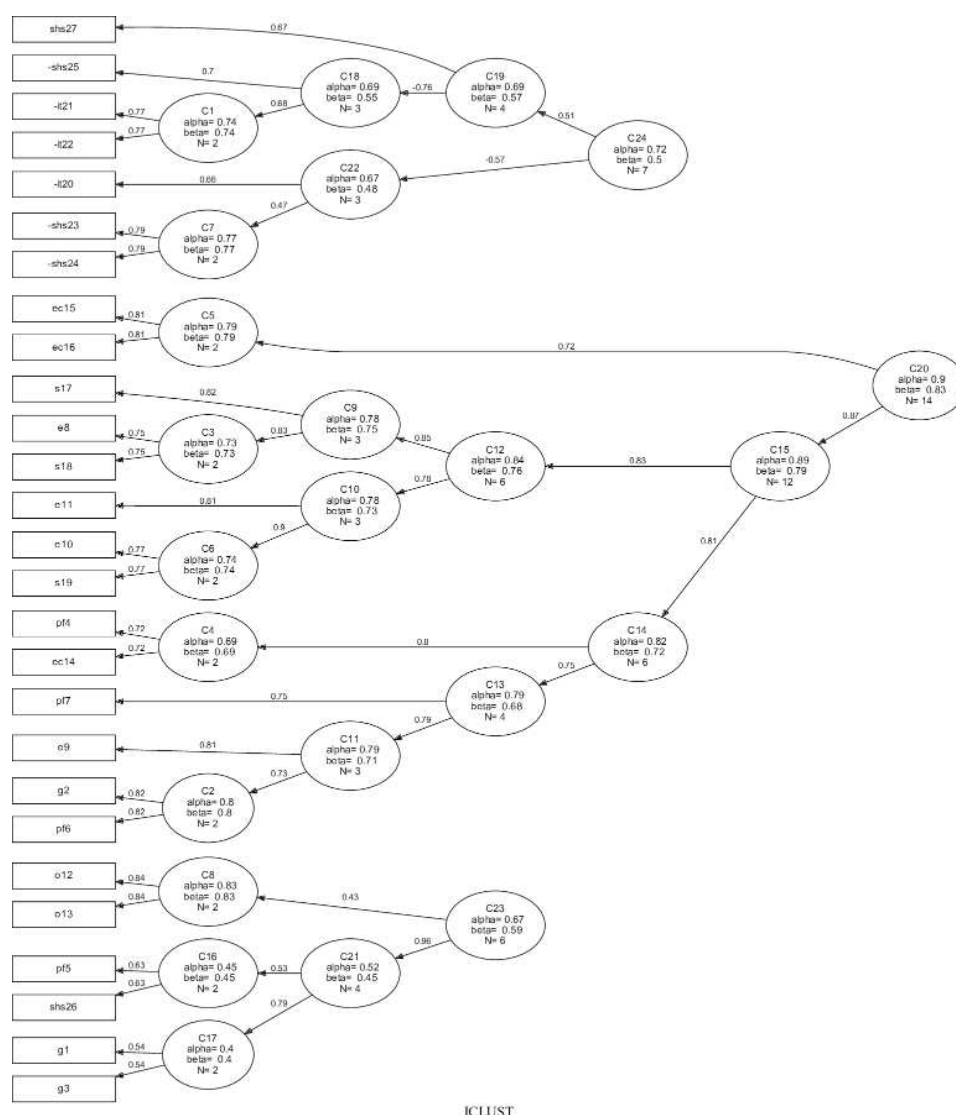 shs27
0.67
-shs25
0.7
C18
alpha= 0.69
beta= 0.55
N= 3
-0.76
C19
alpha= 0.69
beta= 0.57
N= 4
-lt21
0.77
-lt22
0.77
C1
alpha= 0.74
beta= 0.74
N= 2
0.88
0.51
C24
alpha= 0.72
beta= 0.5
N= 7
-0.57
-lt20
0.66
C22
alpha= 0.67
beta= 0.48
N= 3
0.47
-shs23
0.79
-shs24
0.79
C7
alpha= 0.77
beta= 0.77
N= 2
ec15
0.81
ec16
0.81
C5
alpha= 0.79
beta= 0.79
N= 2
0.72
C20
alpha= 0.9
beta= 0.83
N= 14
0.87
s17
0.82
C9
alpha= 0.78
beta= 0.75
N= 3
e8
0.75
s18
0.75
C3
alpha= 0.73
beta= 0.73
N= 2
0.83
0.85
C12
alpha= 0.84
beta= 0.76
N= 6
0.83
C15
alpha= 0.89
beta= 0.79
N= 12
0.78
e11
0.81
C10
alpha= 0.78
beta= 0.73
N= 3
0.9
e10
0.77
s19
0.77
C6
alpha= 0.74
beta= 0.74
N= 2
0.81
pf4
0.72
ec14
0.72
C4
alpha= 0.69
beta= 0.69
N= 2
0.8
C14
alpha= 0.82
beta= 0.72
N= 6
0.75
pf7
0.75
C13
alpha= 0.79
beta= 0.68
N= 4
0.79
e9
0.81
C11
alpha= 0.79
beta= 0.71
N= 3
0.73
g2
0.82
pf6
0.82
C2
alpha= 0.8
beta= 0.8
N= 2
o12
0.84
o13
0.84
C8
alpha= 0.83
beta= 0.83
N= 2
0.43
C23
alpha= 0.67
beta= 0.59
N= 6
0.96
pf5
0.63
shs26
0.63
C16
alpha= 0.45
beta= 0.45
N= 2
0.53
C21
alpha= 0.52
beta= 0.45
N= 4
0.79
g1
0.54
g3
0.54
C17
alpha= 0.4
beta= 0.4
N= 2
ICLUST